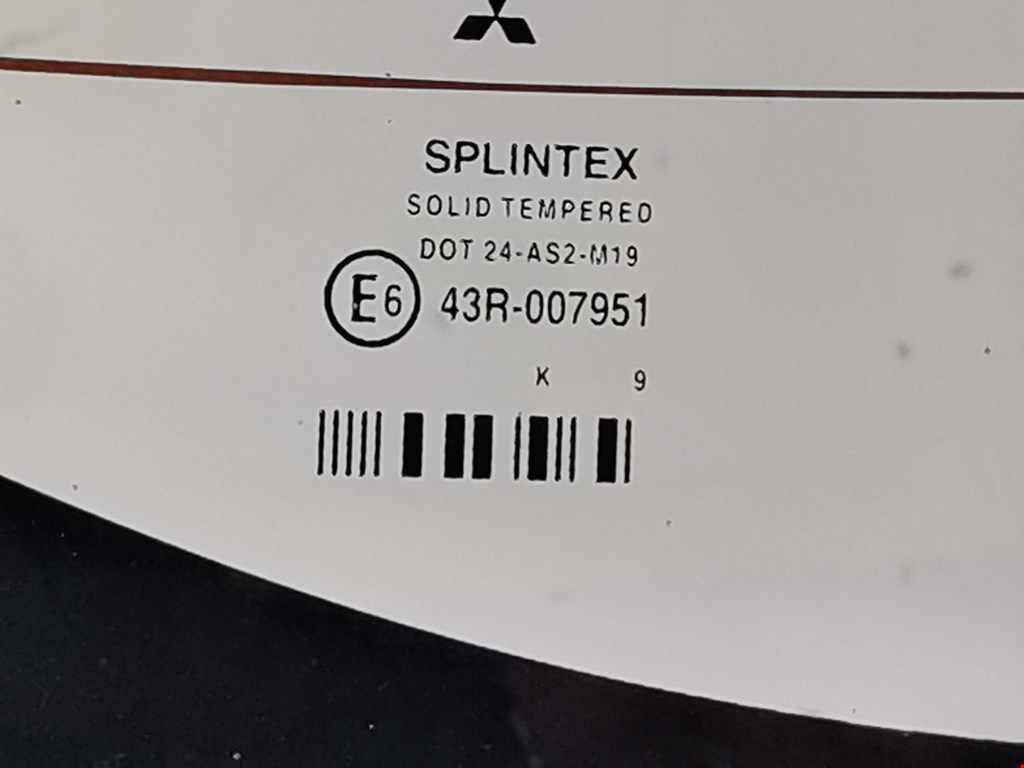 SPLINTEX
SOLID TEMPERED
DOT 24-AS2-M19
E6 43R-007951
K 9